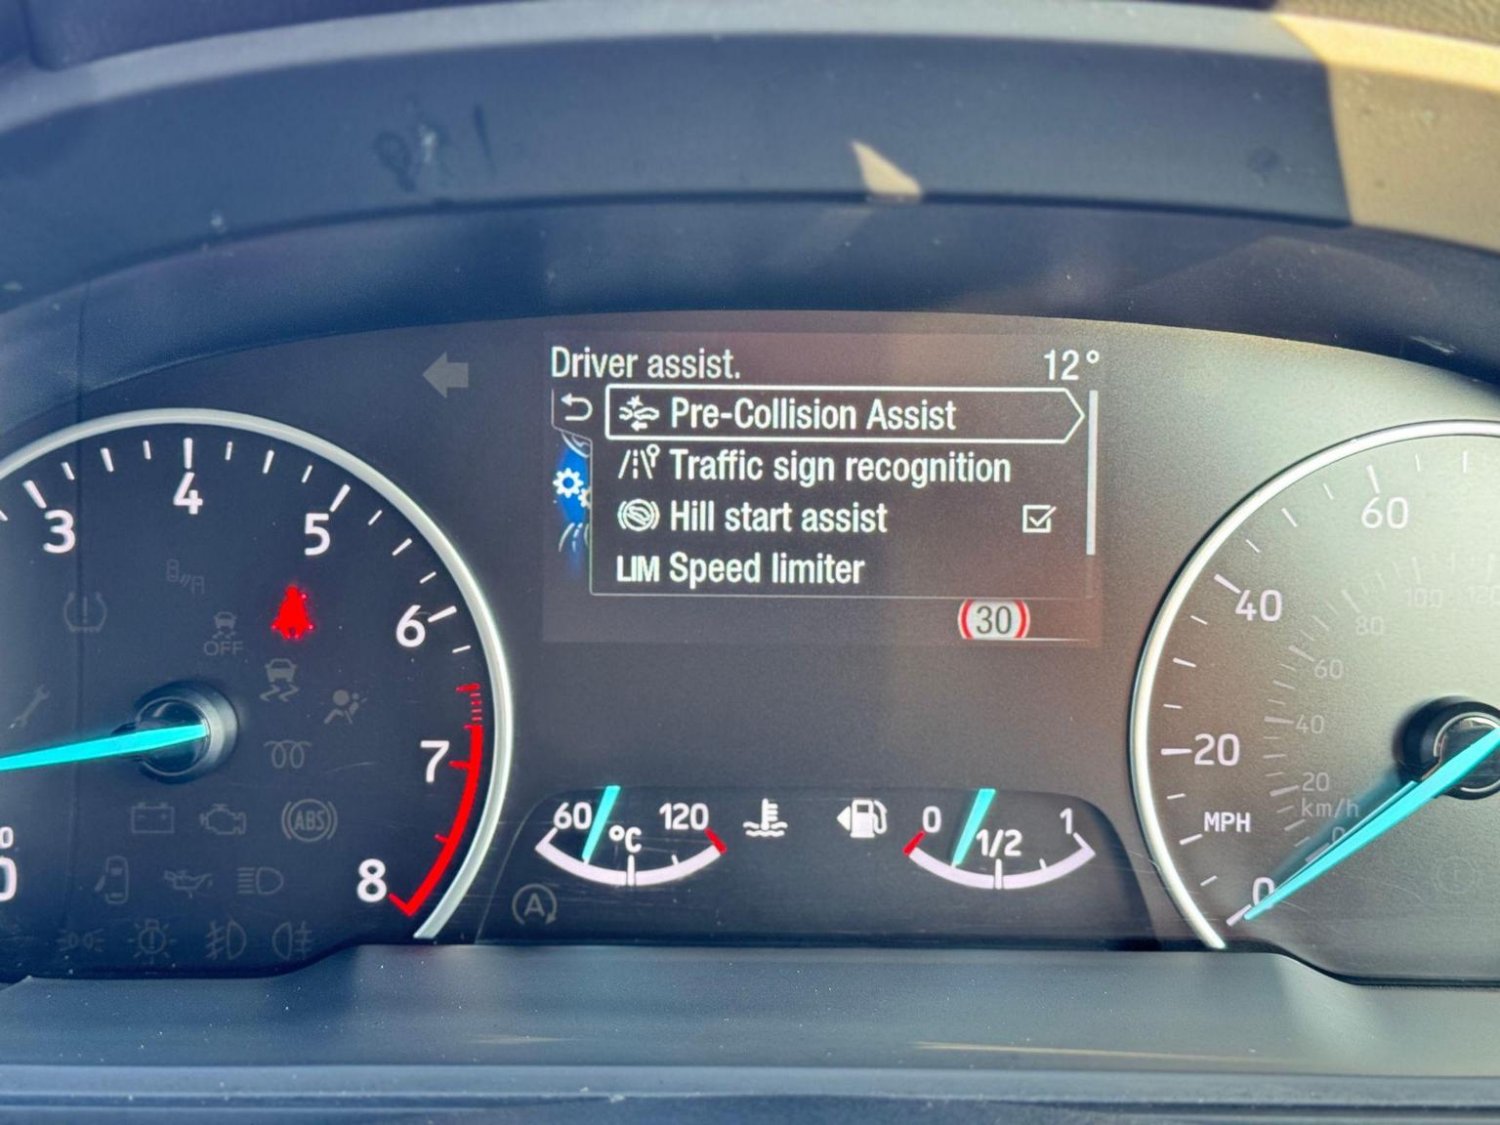 Driver assist. 12°
Pre-Collision Assist
Traffic sign recognition
Hill start assist
LIM Speed limiter
30
3 4 5 6 7 8
OFF
ABS
0
60 °C 120
0 1/2 1
A
0 20 40 60
MPH
20 40 60 80 100 120
km/h